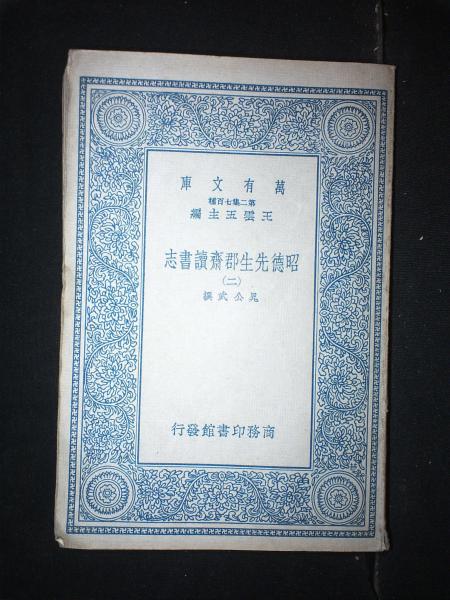 萬有文庫
第二集七百種
王雲五主編
昭德先生郡齋讀書志
(二)
晁公武撰
商務印書館發行